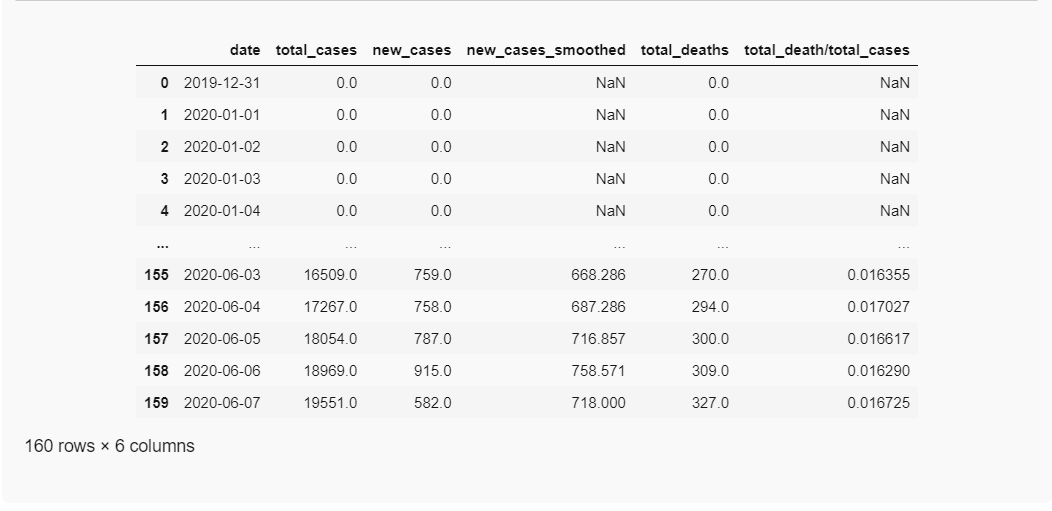 date total_cases new_cases new_cases_smoothed total_deaths total_death/total_cases
0 2019-12-31 0.0 0.0 NaN 0.0 NaN
1 2020-01-01 0.0 0.0 NaN 0.0 NaN
2 2020-01-02 0.0 0.0 NaN 0.0 NaN
3 2020-01-03 0.0 0.0 NaN 0.0 NaN
4 2020-01-04 0.0 0.0 NaN 0.0 NaN
... ... ... ... ... ... ...
155 2020-06-03 16509.0 759.0 668.286 270.0 0.016355
156 2020-06-04 17267.0 758.0 687.286 294.0 0.017027
157 2020-06-05 18054.0 787.0 716.857 300.0 0.016617
158 2020-06-06 18969.0 915.0 758.571 309.0 0.016290
159 2020-06-07 19551.0 582.0 718.000 327.0 0.016725
160 rows × 6 columns